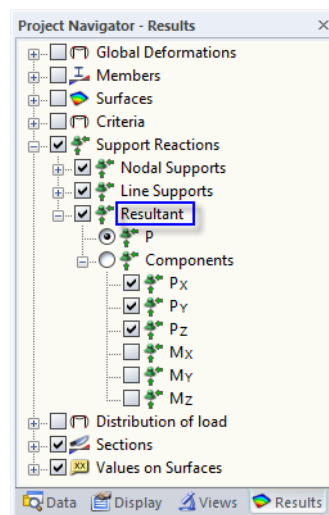 Project Navigator - Results
Global Deformations
Members
Surfaces
Criteria
Support Reactions
Nodal Supports
Line Supports
Resultant
P
Components
PX
PY
PZ
MX
MY
MZ
Distribution of load
Sections
xx Values on Surfaces
Data Display Views Results